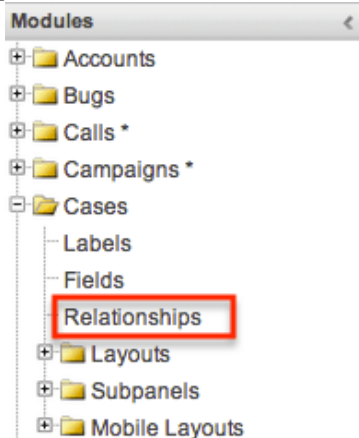 Modules
Accounts
Bugs
Calls *
Campaigns *
Cases
Labels
Fields
Relationships
Layouts
Subpanels
Mobile Layouts